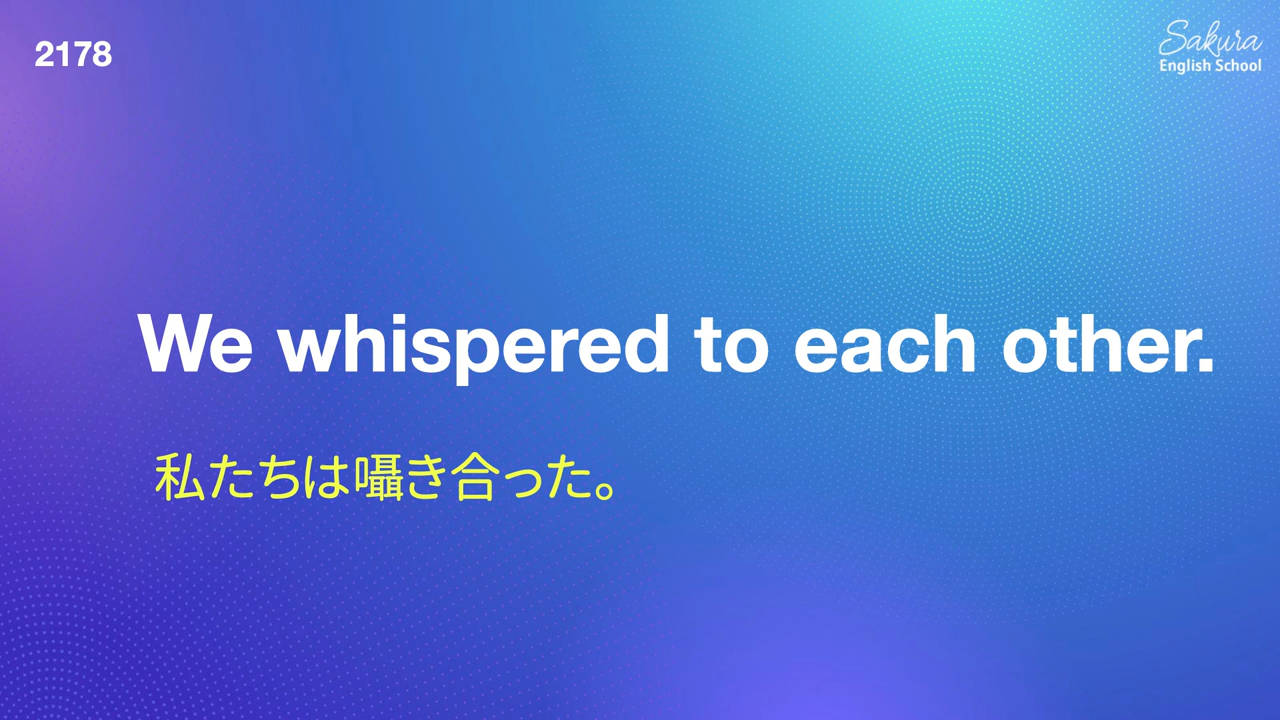 2178
Sakura
English School
We whispered to each other.
私たちは囁き合った。